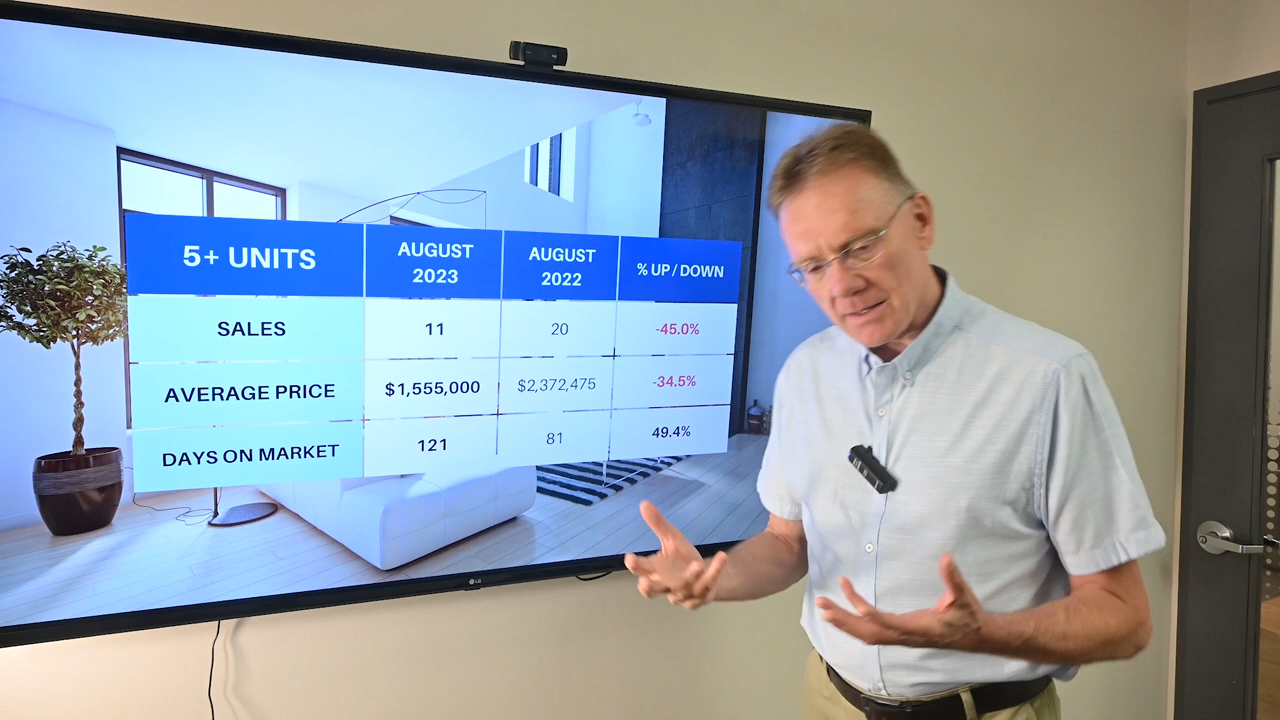 5+ UNITS
AUGUST 2023
AUGUST 2022
% UP / DOWN
SALES
11
20
-45.0%
AVERAGE PRICE
$1,555,000
$2,372,475
-34.5%
DAYS ON MARKET
121
81
49.4%
LG